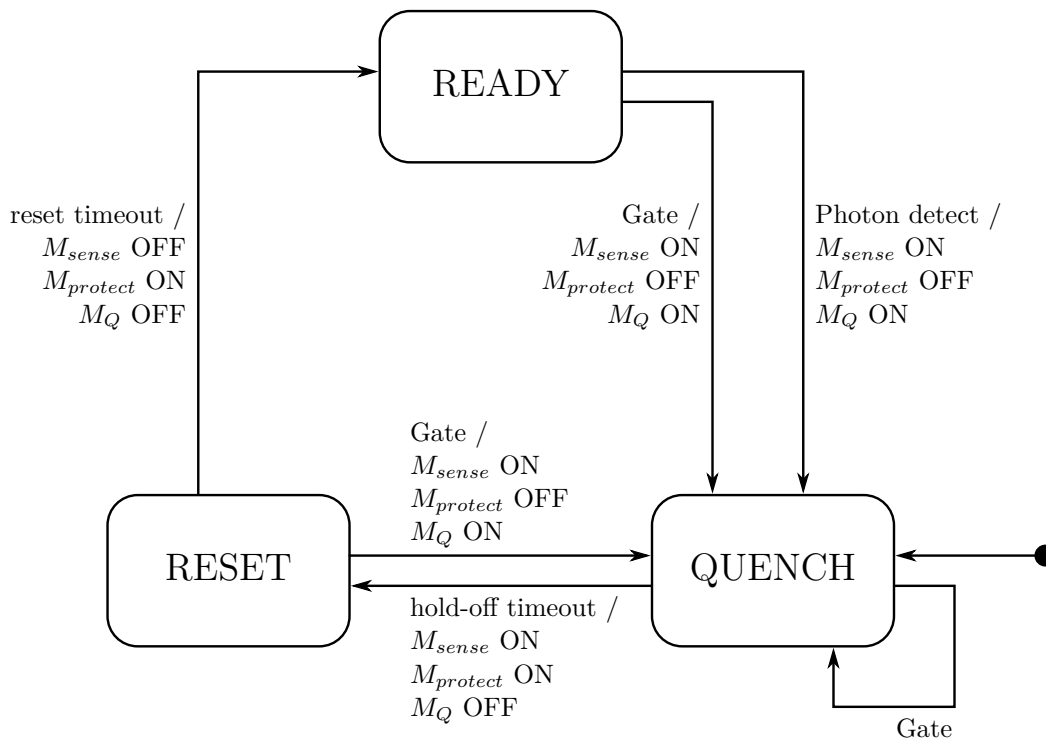 READY
reset timeout /
M_sense OFF
M_protect ON
M_Q OFF
Gate /
M_sense ON
M_protect OFF
M_Q ON
Photon detect /
M_sense ON
M_protect OFF
M_Q ON
Gate /
M_sense ON
M_protect OFF
M_Q ON
RESET
QUENCH
hold-off timeout /
M_sense ON
M_protect ON
M_Q OFF
Gate